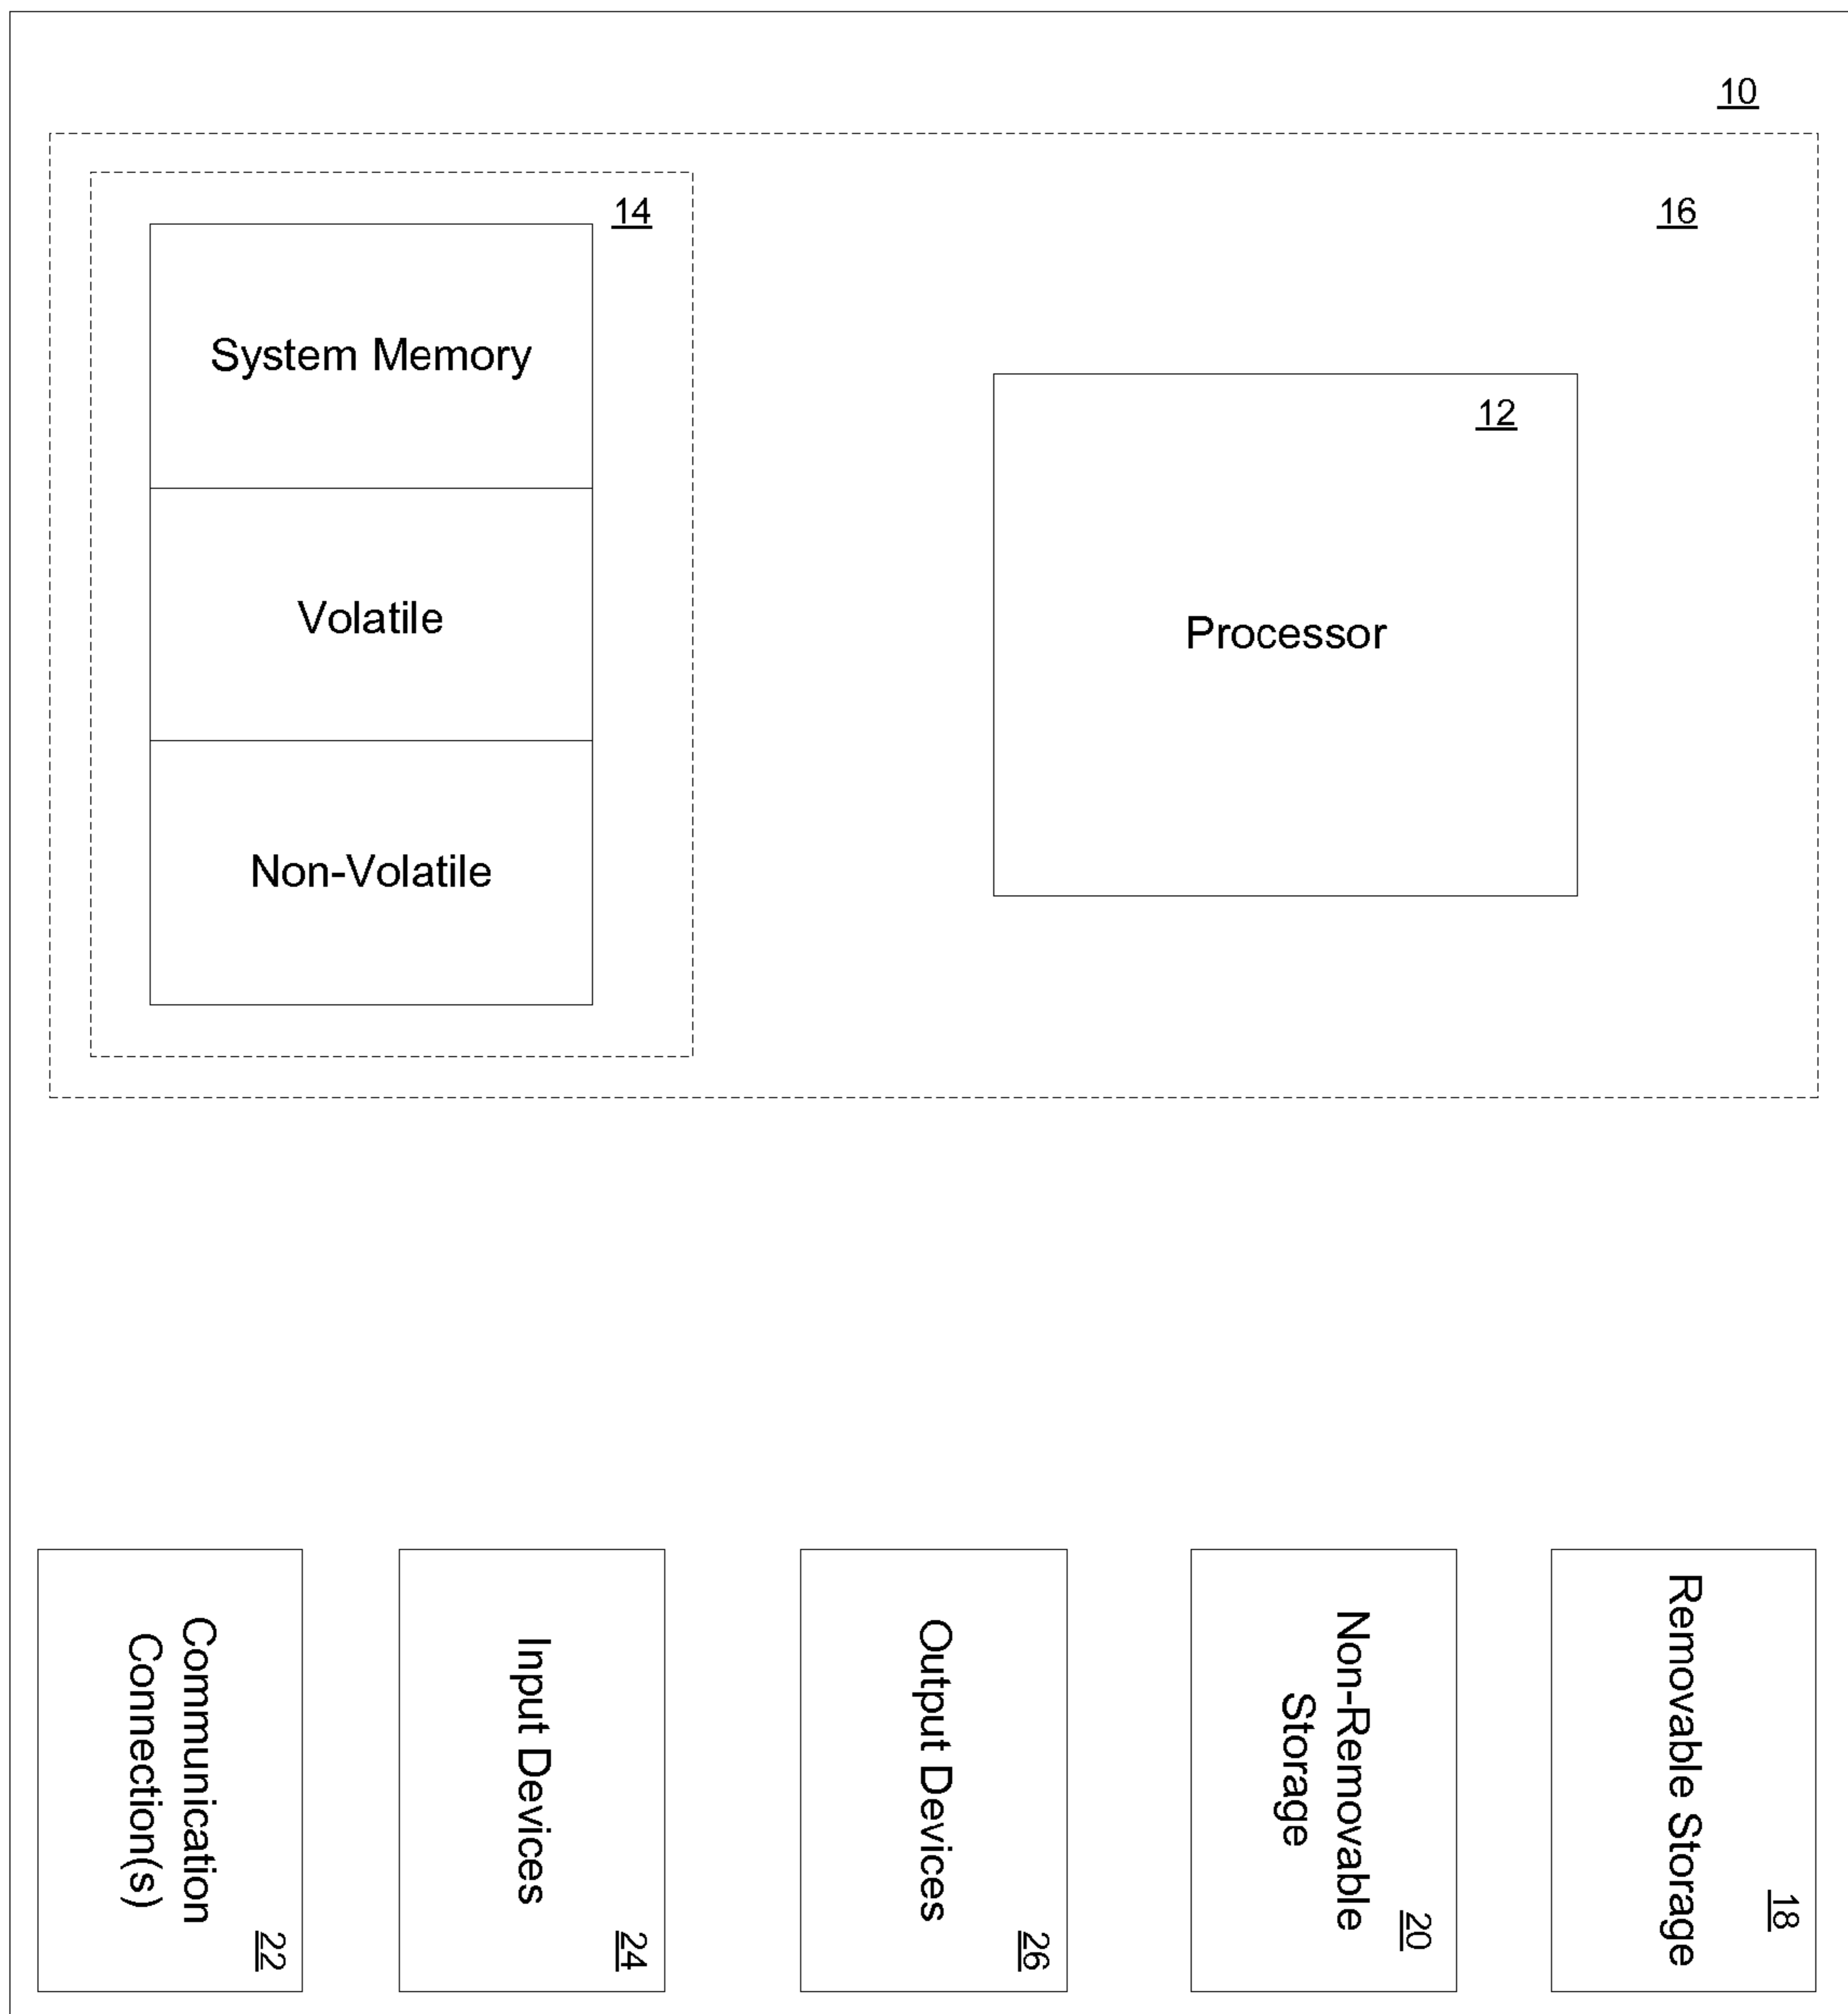 10
14
16
System Memory
12
Volatile
Processor
Non-Volatile
Communication
Connection(s)
22
Input Devices
24
Output Devices
26
Non-Removable
Storage
20
Removable Storage
18